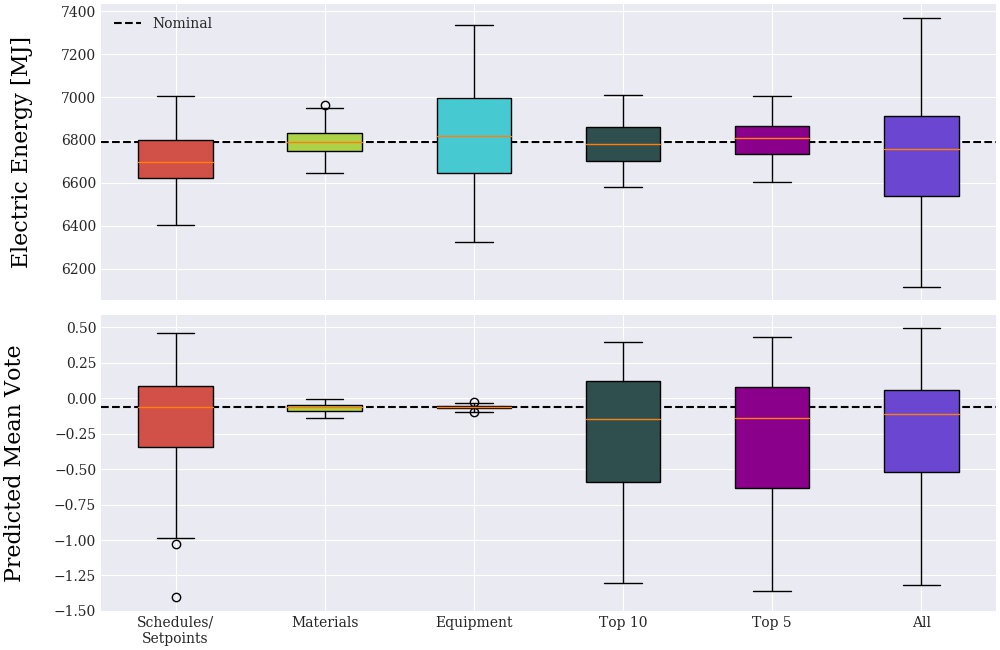 Electric Energy [MJ]
7400
7200
7000
6800
6600
6400
6200
Nominal
Predicted Mean Vote
0.50
0.25
0.00
−0.25
−0.50
−0.75
−1.00
−1.25
−1.50
Schedules/
Setpoints
Materials
Equipment
Top 10
Top 5
All